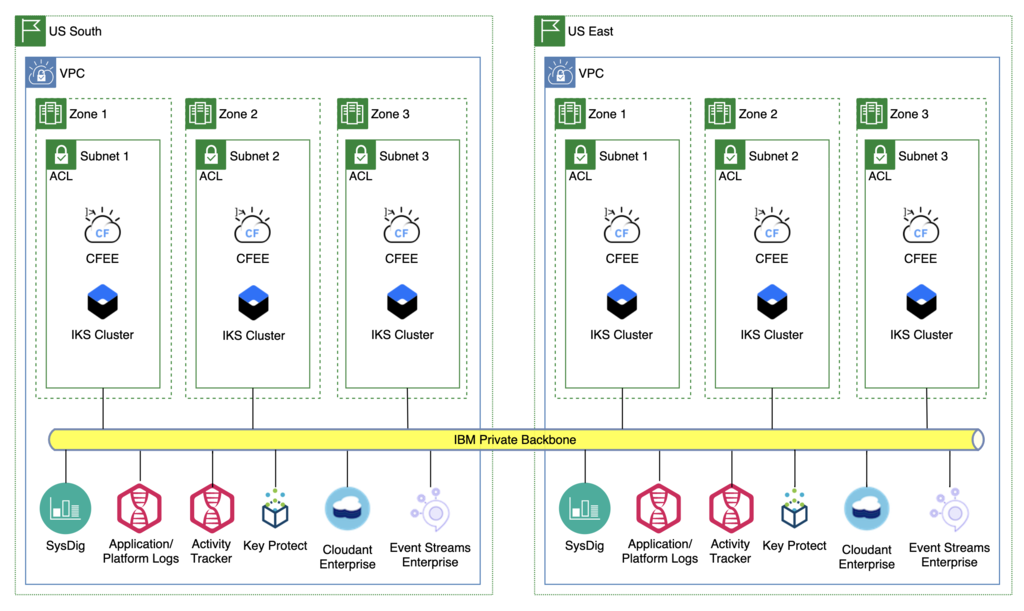 US South
US East
VPC
VPC
Zone 1
Zone 2
Zone 3
Zone 1
Zone 2
Zone 3
Subnet 1
Subnet 2
Subnet 3
Subnet 1
Subnet 2
Subnet 3
ACL
ACL
ACL
ACL
ACL
ACL
CF
CF
CF
CF
CF
CF
CFEE
CFEE
CFEE
CFEE
CFEE
CFEE
IKS Cluster
IKS Cluster
IKS Cluster
IKS Cluster
IKS Cluster
IKS Cluster
IBM Private Backbone
SysDig
Application/
Platform Logs
Activity
Tracker
Key Protect
Cloudant
Enterprise
Event Streams
Enterprise
SysDig
Application/
Platform Logs
Activity
Tracker
Key Protect
Cloudant
Enterprise
Event Streams
Enterprise